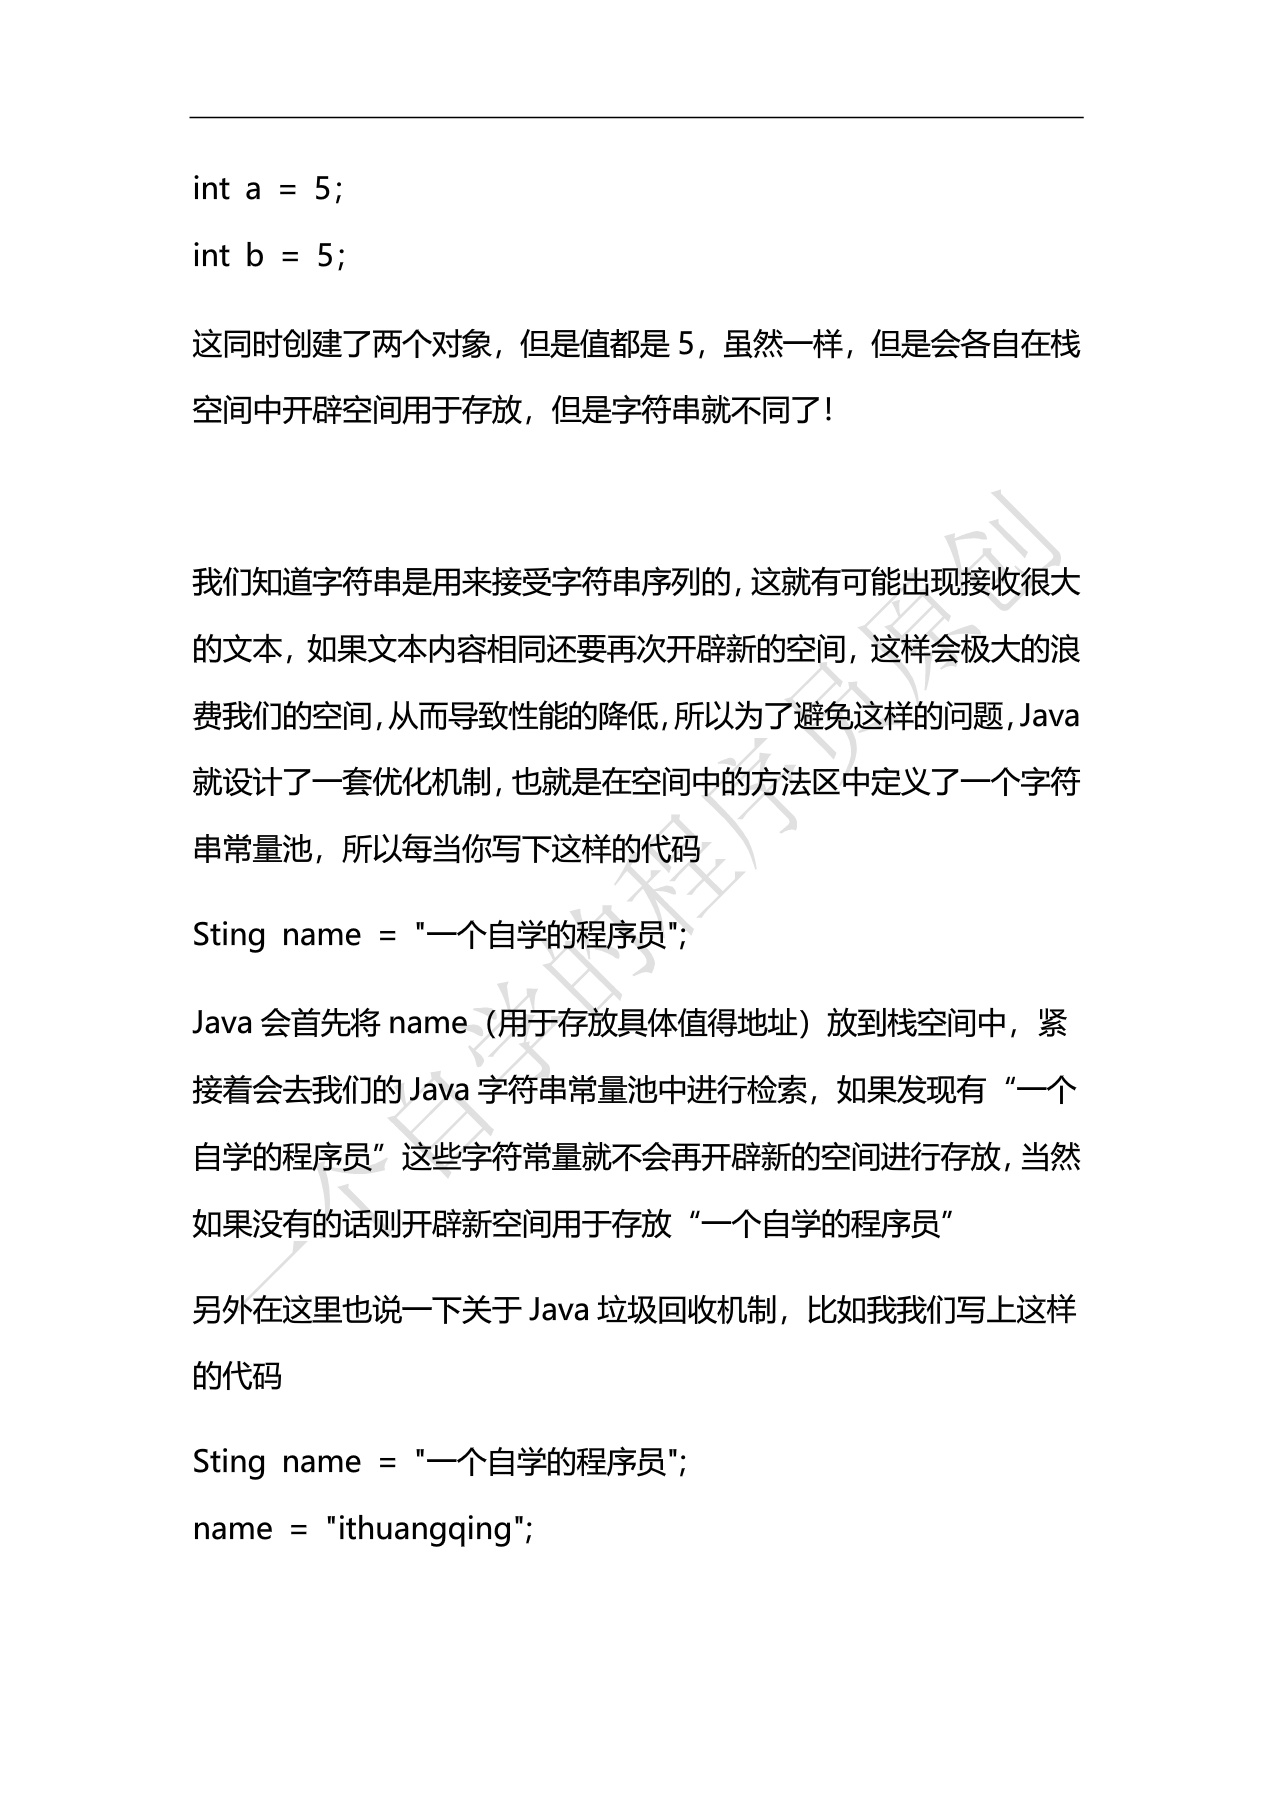 int a = 5;
int b = 5;
这同时创建了两个对象，但是值都是 5，虽然一样，但是会各自在栈
空间中开辟空间用于存放，但是字符串就不同了！
我们知道字符串是用来接受字符串序列的，这就有可能出现接收很大
的文本，如果文本内容相同还要再次开辟新的空间，这样会极大的浪
费我们的空间，从而导致性能的降低，所以为了避免这样的问题，Java
就设计了一套优化机制，也就是在空间中的方法区中定义了一个字符
串常量池，所以每当你写下这样的代码
Sting name = "一个自学的程序员";
Java 会首先将 name（用于存放具体值得地址）放到栈空间中，紧
接着会去我们的 Java 字符串常量池中进行检索，如果发现有“一个
自学的程序员”这些字符常量就不会再开辟新的空间进行存放，当然
如果没有的话则开辟新空间用于存放“一个自学的程序员”
另外在这里也说一下关于 Java 垃圾回收机制，比如我我们写上这样
的代码
Sting name = "一个自学的程序员";
name = "ithuangqing";
一个自学的程序员原创